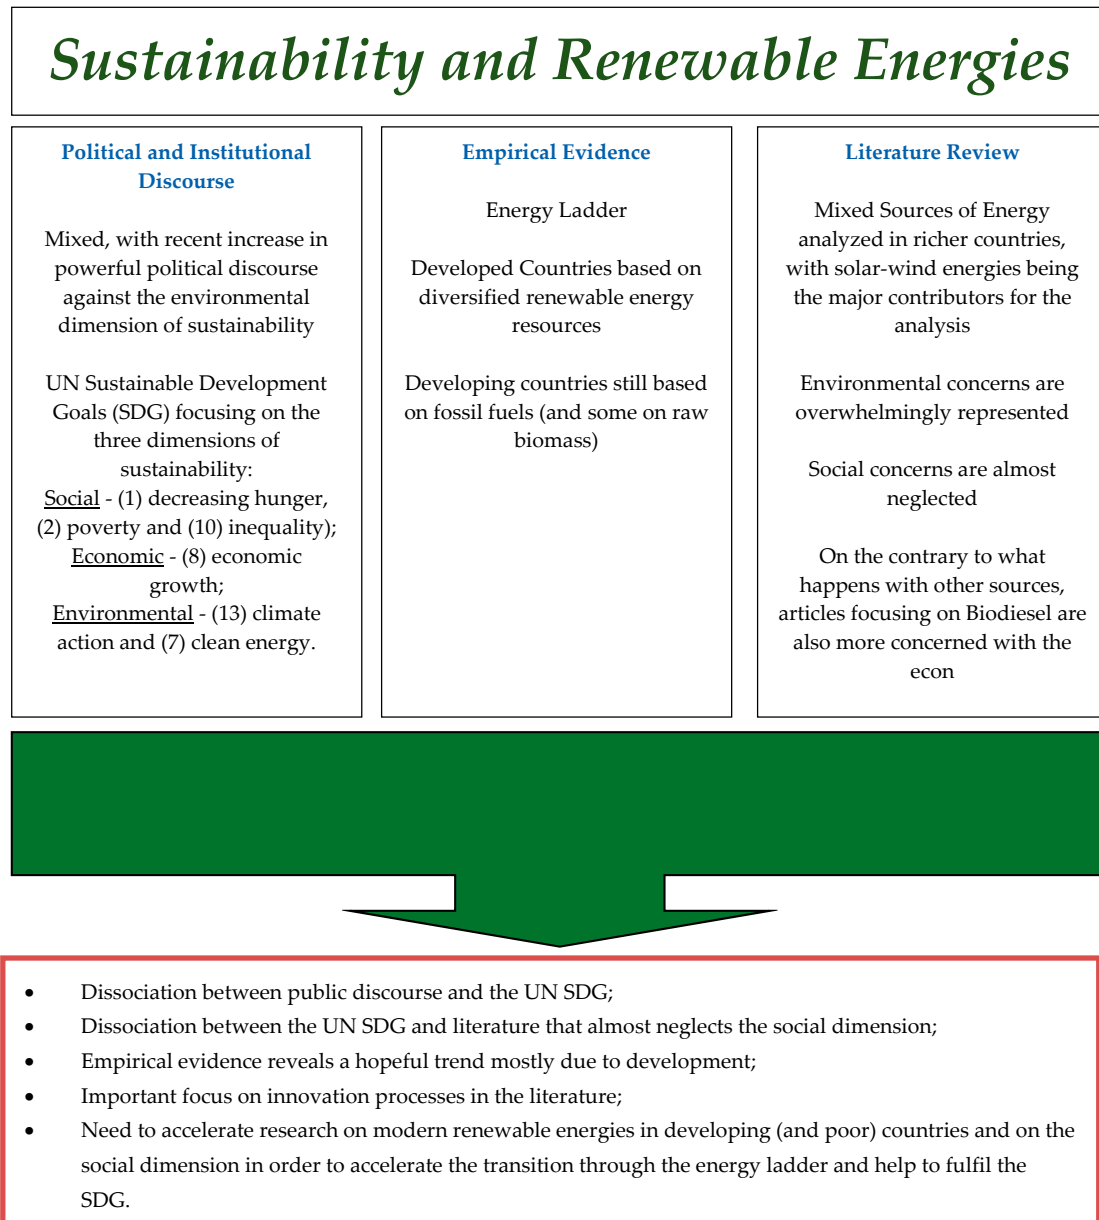 Sustainability and Renewable Energies
Political and Institutional
Discourse
Mixed, with recent increase in
powerful political discourse
against the environmental
dimension of sustainability
UN Sustainable Development
Goals (SDG) focusing on the
three dimensions of
sustainability:
Social - (1) decreasing hunger,
(2) poverty and (10) inequality);
Economic - (8) economic
growth;
Environmental - (13) climate
action and (7) clean energy.
Empirical Evidence
Energy Ladder
Developed Countries based on
diversified renewable energy
resources
Developing countries still based
on fossil fuels (and some on raw
biomass)
Literature Review
Mixed Sources of Energy
analyzed in richer countries,
with solar-wind energies being
the major contributors for the
analysis
Environmental concerns are
overwhelmingly represented
Social concerns are almost
neglected
On the contrary to what
happens with other sources,
articles focusing on Biodiesel are
also more concerned with the
econ
• Dissociation between public discourse and the UN SDG;
• Dissociation between the UN SDG and literature that almost neglects the social dimension;
• Empirical evidence reveals a hopeful trend mostly due to development;
• Important focus on innovation processes in the literature;
• Need to accelerate research on modern renewable energies in developing (and poor) countries and on the
social dimension in order to accelerate the transition through the energy ladder and help to fulfil the
SDG.